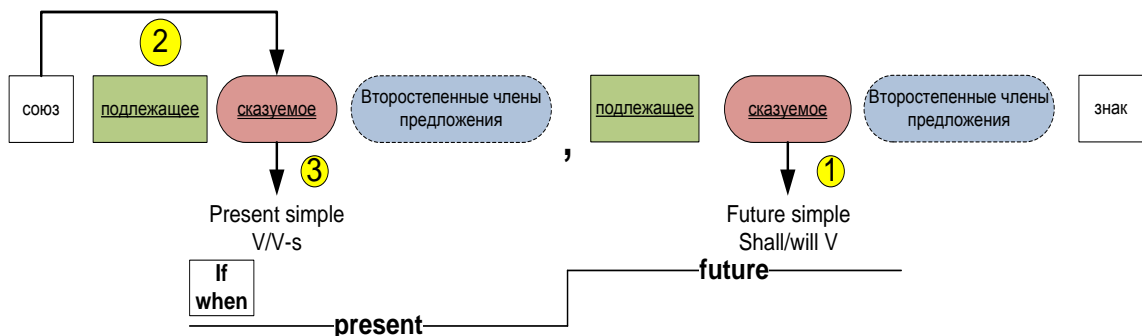 2
союз
подлежащее
сказуемое
Второстепенные члены
предложения
,
подлежащее
сказуемое
Второстепенные члены
предложения
знак
3
1
Present simple
V/V-s
Future simple
Shall/will V
If
when
present
future